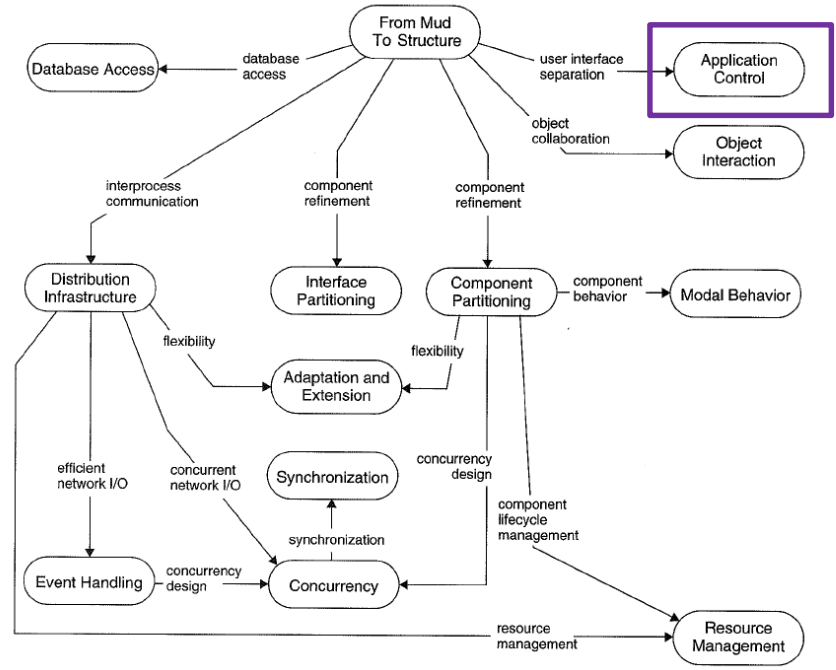 From Mud
To Structure
Database Access
database
access
user interface
separation
Application
Control
object
collaboration
Object
Interaction
interprocess
communication
component
refinement
component
refinement
Distribution
Infrastructure
Interface
Partitioning
Component
Partitioning
component
behavior
Modal Behavior
flexibility
flexibility
Adaptation and
Extension
efficient
network I/O
concurrent
network I/O
Synchronization
concurrency
design
synchronization
component
lifecycle
management
Event Handling
concurrency
design
Concurrency
resource
management
Resource
Management